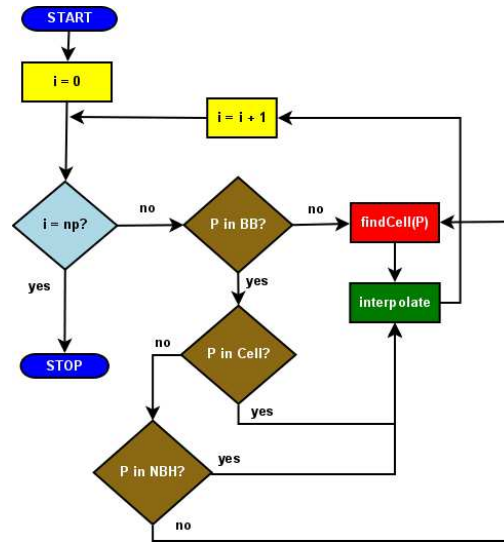 START
i = 0
i = i + 1
i = np?
no
P in BB?
no
findCell(P)
yes
yes
interpolate
STOP
no
P in Cell?
yes
P in NBH?
yes
no